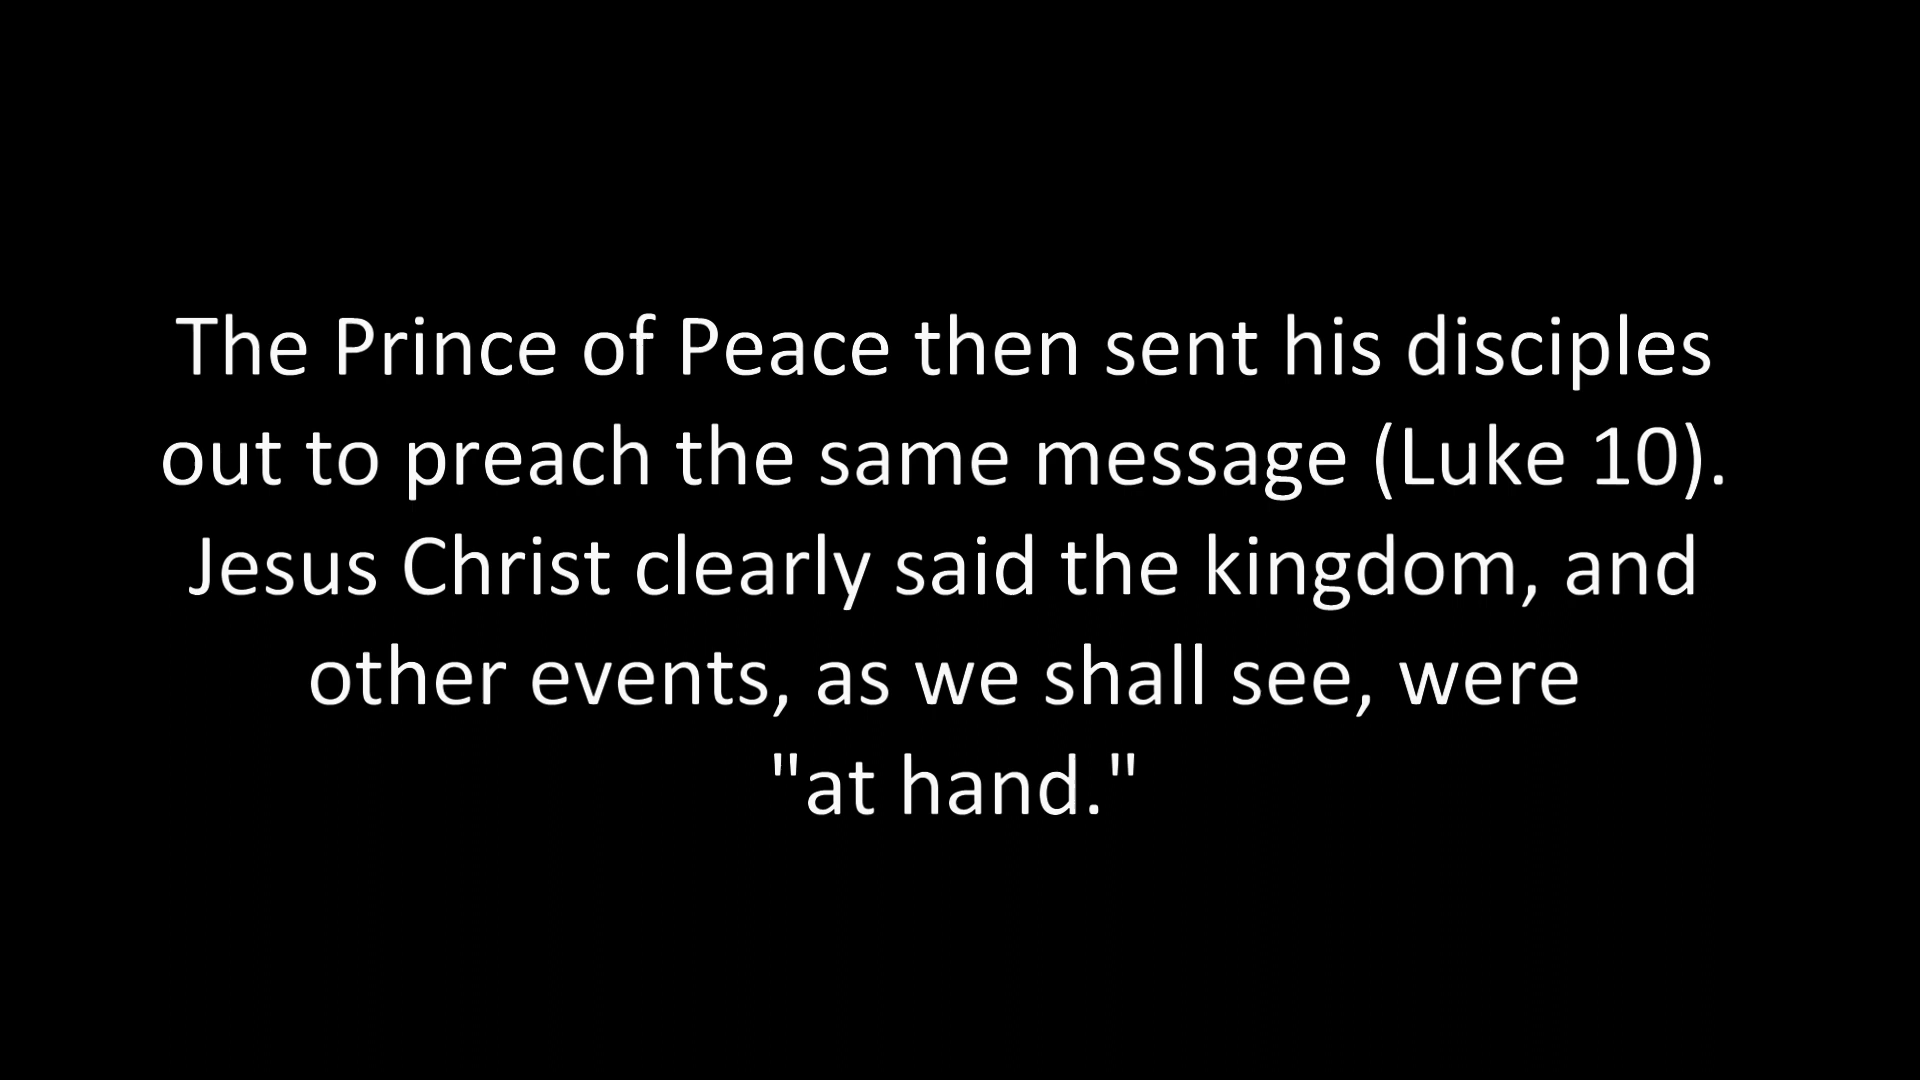 The Prince of Peace then sent his disciples
out to preach the same message (Luke 10).
Jesus Christ clearly said the kingdom, and
other events, as we shall see, were
"at hand."